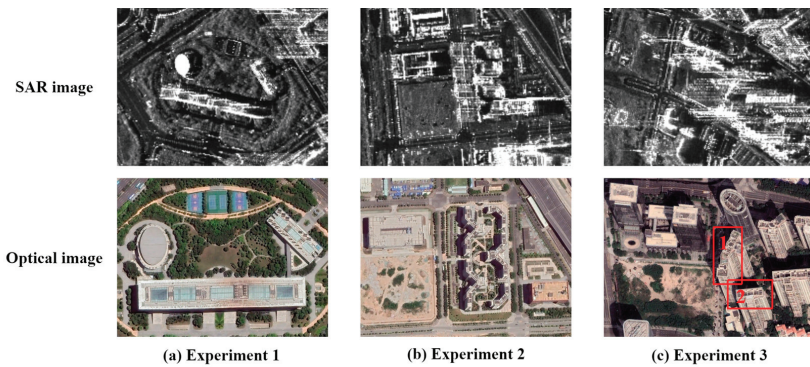 SAR image
Optical image
1
2
(a) Experiment 1
(b) Experiment 2
(c) Experiment 3